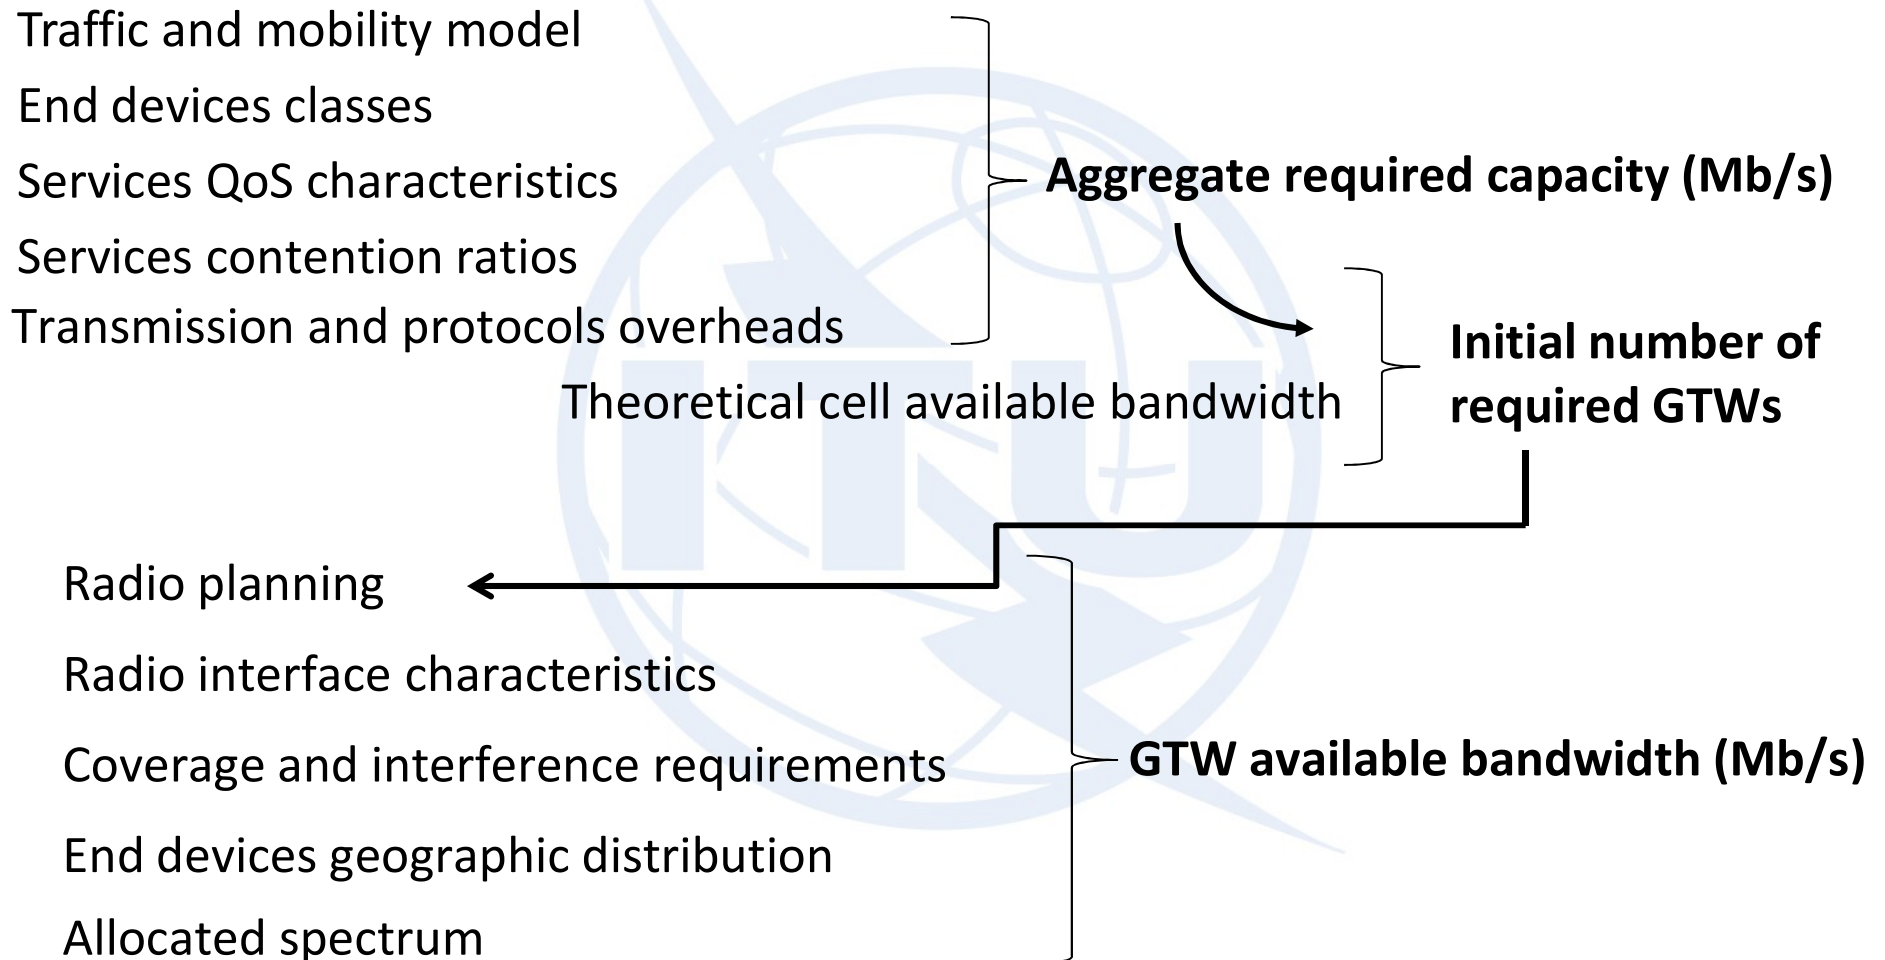 Traffic and mobility model
End devices classes
Services QoS characteristics
Aggregate required capacity (Mb/s)
Services contention ratios
Transmission and protocols overheads
Theoretical cell available bandwidth
Initial number of
required GTWs
ITU
Radio planning
Radio interface characteristics
Coverage and interference requirements
GTW available bandwidth (Mb/s)
End devices geographic distribution
Allocated spectrum